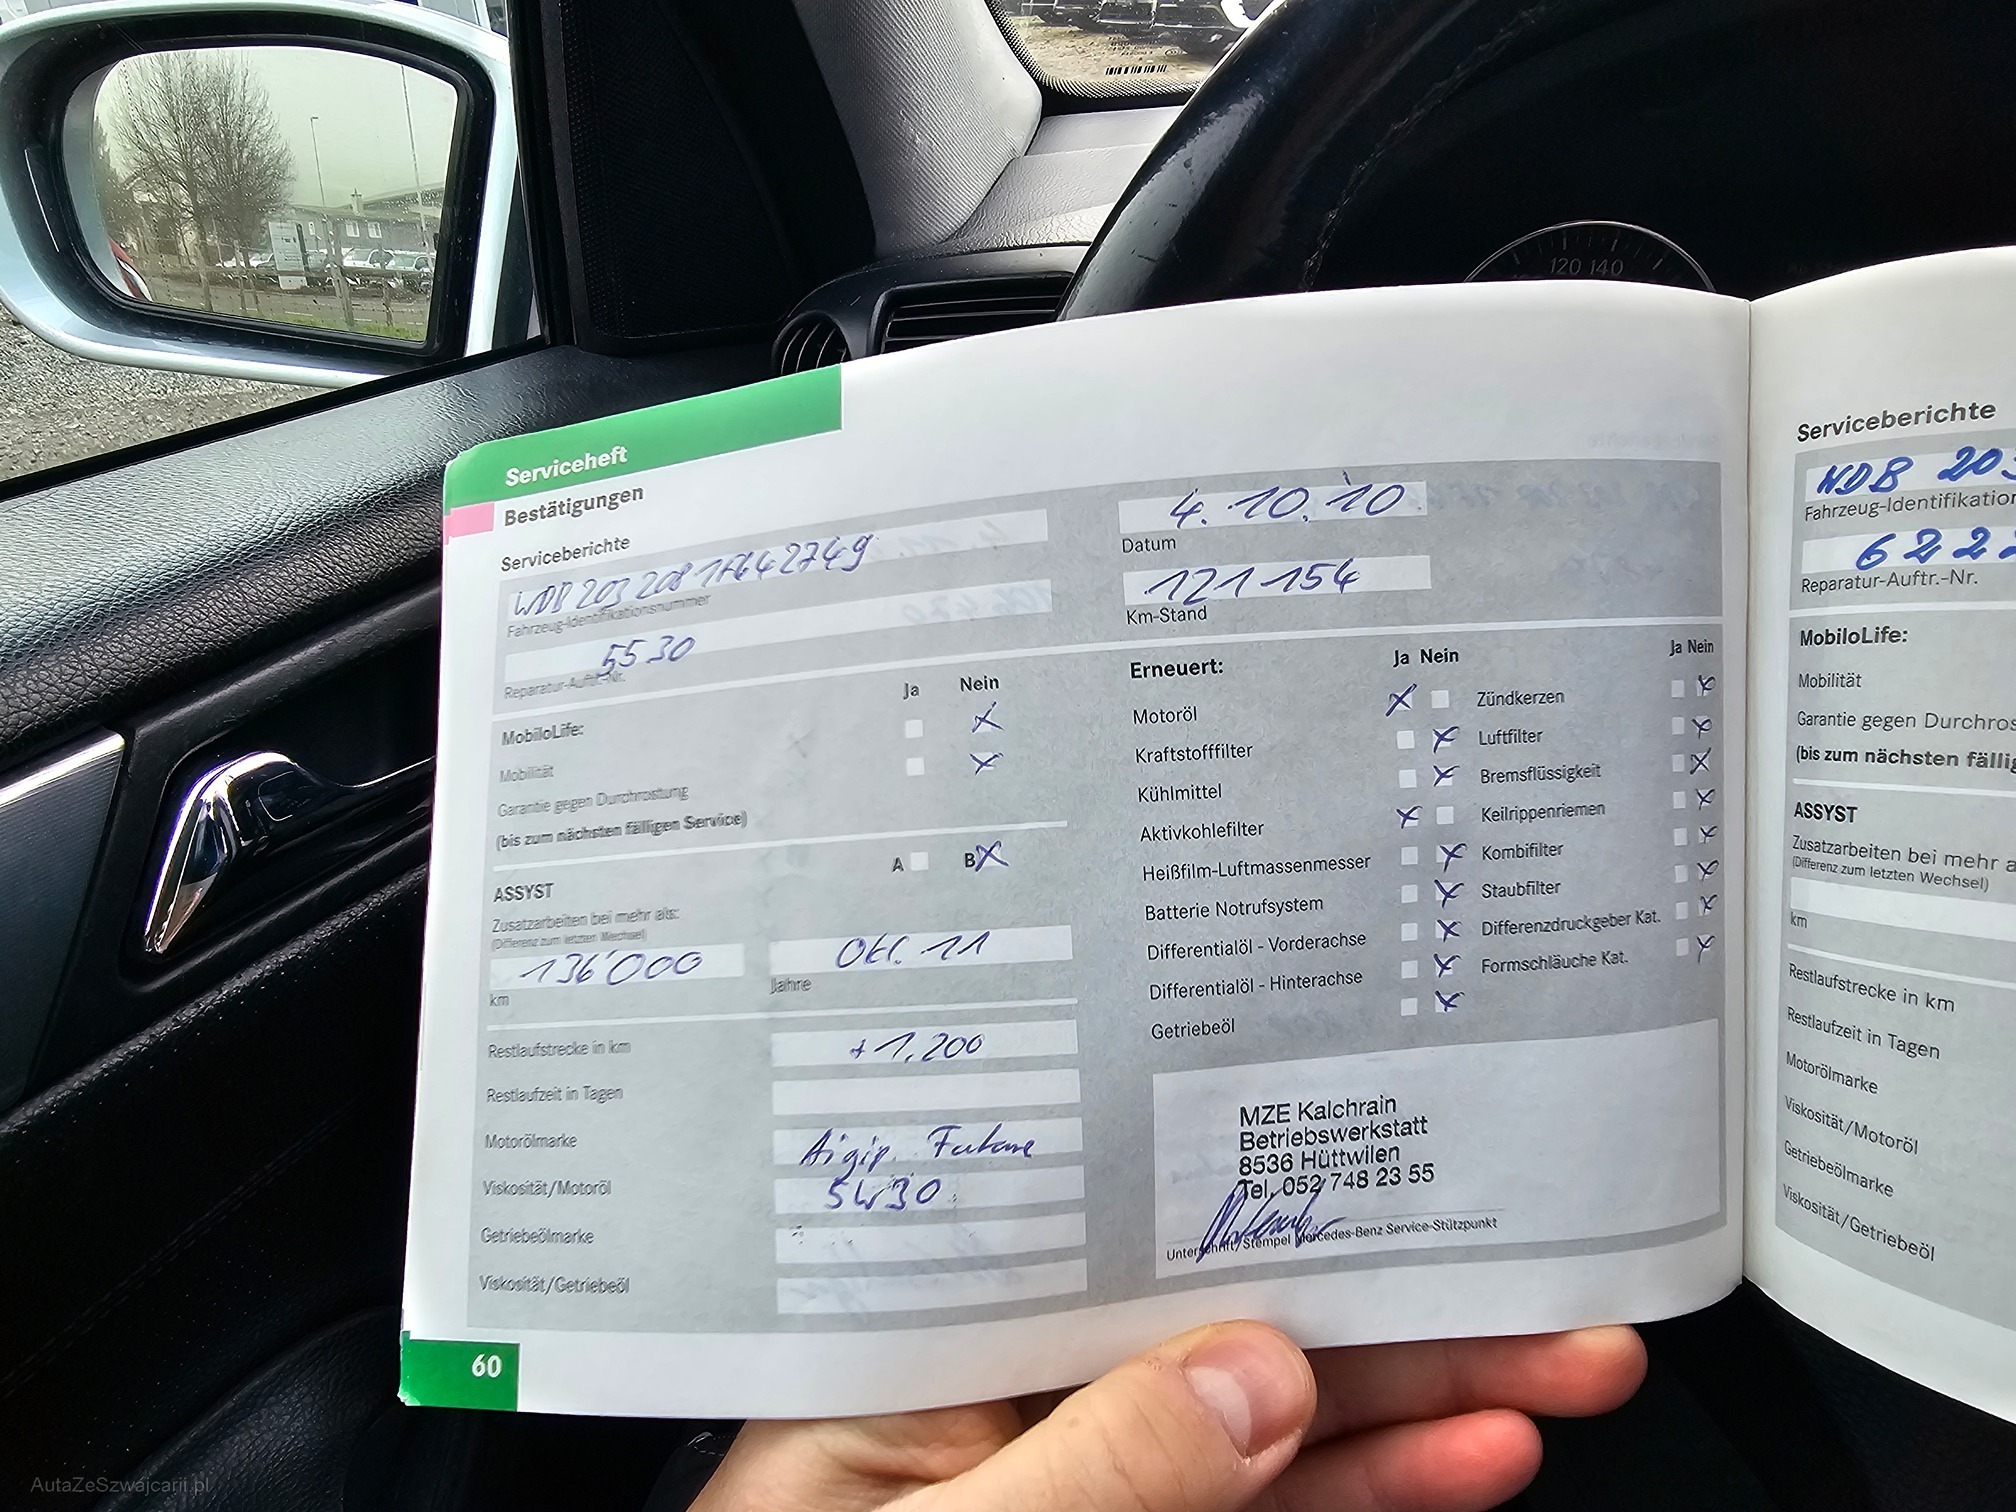 120 140
Serviceheft
Bestätigungen
Serviceberichte
WDB 203 208 1F642749
Fahrzeug-Identifikationsnummer
5530
Reparatur-Auftr.-Nr.
4. 10. 10
Datum
121 154
Km-Stand
Ja Nein
MobiloLife:
Mobilität
Garantie gegen Durchrostung
(bis zum nächsten fälligen Service)
A B
ASSYST
Zusatzarbeiten bei mehr als:
(Differenz zum letzten Wechsel)
136'000
km
Okt. 11
Jahre
Restlaufstrecke in km
+ 1.200
Restlaufzeit in Tagen
Motorölmarke
Viskosität/Motoröl
5W30
Getriebeölmarke
Viskosität/Getriebeöl
60
Erneuert:
Ja Nein
Ja Nein
Motoröl
Kraftstofffilter
Kühlmittel
Aktivkohlefilter
Heißfilm-Luftmassenmesser
Batterie Notrufsystem
Differentialöl - Vorderachse
Differentialöl - Hinterachse
Getriebeöl
Zündkerzen
Luftfilter
Bremsflüssigkeit
Keilrippenriemen
Kombifilter
Staubfilter
Differenzdruckgeber Kat.
Formschläuche Kat.
MZE Kalchrain
Betriebswerkstatt
8536 Hüttwilen
Tel. 052 748 23 55
Unterschrift/Stempel Mercedes-Benz Service-Stützpunkt
Serviceberichte
WDB 203
Fahrzeug-Identifikation
622
Reparatur-Auftr.-Nr.
MobiloLife:
Mobilität
Garantie gegen Durchros
(bis zum nächsten fällig
ASSYST
Zusatzarbeiten bei mehr a
(Differenz zum letzten Wechsel)
km
Restlaufstrecke in km
Restlaufzeit in Tagen
Motorölmarke
Viskosität/Motoröl
Getriebeölmarke
Viskosität/Getriebeöl
AutaZeSzwajcarii.pl